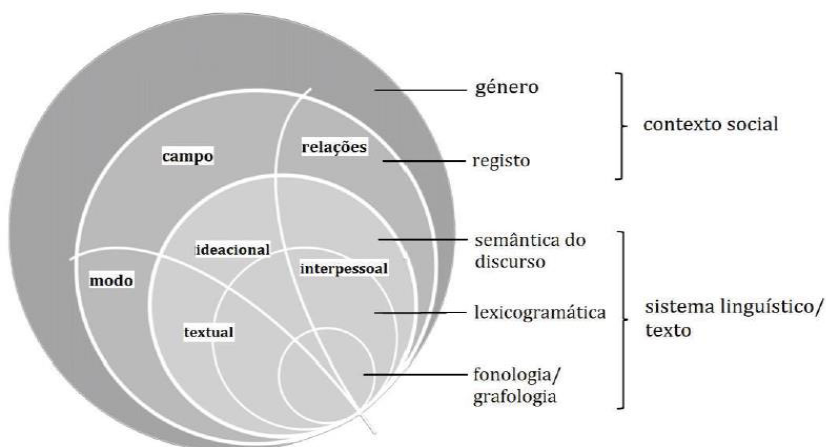 género
contexto social
campo
relações
registo
semântica do
discurso
ideacional
interpessoal
modo
lexicogramática
sistema linguístico/
texto
textual
fonologia/
grafologia